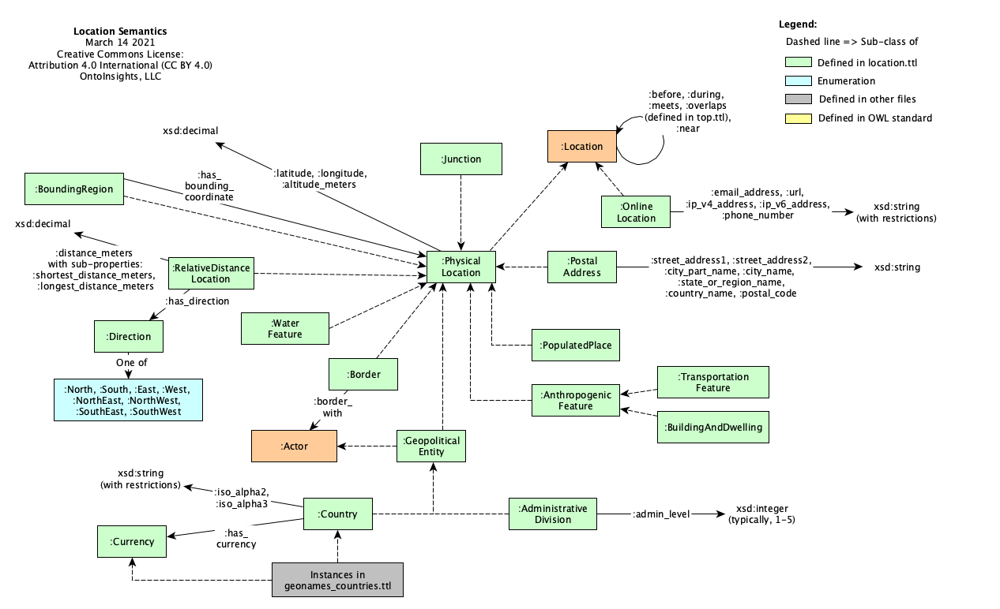 Location Semantics
March 14 2021
Creative Commons License:
Attribution 4.0 International (CC BY 4.0)
OntoInsights, LLC
Legend:
Dashed line => Sub-class of
Defined in location.ttl
Enumeration
Defined in other files
Defined in OWL standard
:before, :during,
:meets, :overlaps
(defined in top.ttl),
:near
xsd:decimal
:Location
:Junction
:latitude, :longitude,
:altitude_meters
:BoundingRegion
:has_
bounding_
coordinate
:Online
Location
:email_address, :url,
:ip_v4_address, :ip_v6_address,
:phone_number
xsd:string
(with restrictions)
xsd:decimal
:distance_meters
with sub-properties:
:shortest_distance_meters,
:longest_distance_meters
:RelativeDistance
Location
:Physical
Location
:Postal
Address
:street_address1, :street_address2,
:city_part_name, :city_name,
:state_or_region_name,
:country_name, :postal_code
xsd:string
:has_direction
:Direction
:Water
Feature
:PopulatedPlace
One of
:North, :South, :East, :West,
:NorthEast, :NorthWest,
:SouthEast, :SouthWest
:Border
:border_
with
:Anthropogenic
Feature
:Transportation
Feature
:BuildingAndDwelling
:Actor
:Geopolitical
Entity
xsd:string
(with restrictions)
:iso_alpha2,
:iso_alpha3
:Country
:Administrative
Division
:admin_level
xsd:integer
(typically, 1-5)
:Currency
:has_
currency
Instances in
geonames_countries.ttl